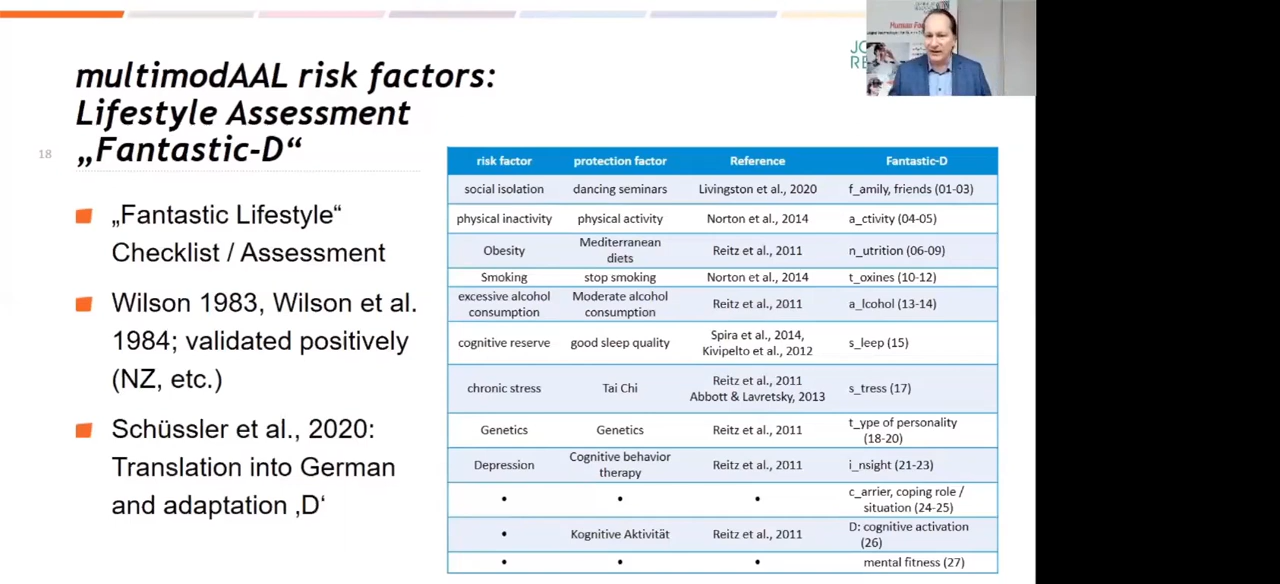 multimodAAL risk factors:
Lifestyle Assessment
„Fantastic-D“
18
„Fantastic Lifestyle“
Checklist / Assessment
Wilson 1983, Wilson et al.
1984; validated positively
(NZ, etc.)
Schüssler et al., 2020:
Translation into German
and adaptation ‚D‘
JO
RE
risk factor protection factor Reference Fantastic-D
social isolation dancing seminars Livingston et al., 2020 f_amily, friends (01-03)
physical inactivity physical activity Norton et al., 2014 a_ctivity (04-05)
Obesity Mediterranean diets Reitz et al., 2011 n_utrition (06-09)
Smoking stop smoking Norton et al., 2014 t_oxines (10-12)
excessive alcohol consumption Moderate alcohol consumption Reitz et al., 2011 a_lcohol (13-14)
cognitive reserve good sleep quality Spira et al., 2014, Kivipelto et al., 2012 s_leep (15)
chronic stress Tai Chi Reitz et al., 2011 Abbott & Lavretsky, 2013 s_tress (17)
Genetics Genetics Reitz et al., 2011 t_ype of personality (18-20)
Depression Cognitive behavior therapy Reitz et al., 2011 i_nsight (21-23)
• • • c_arrier, coping role / situation (24-25)
• Kognitive Aktivität Reitz et al., 2011 D: cognitive activation (26)
• • • mental fitness (27)